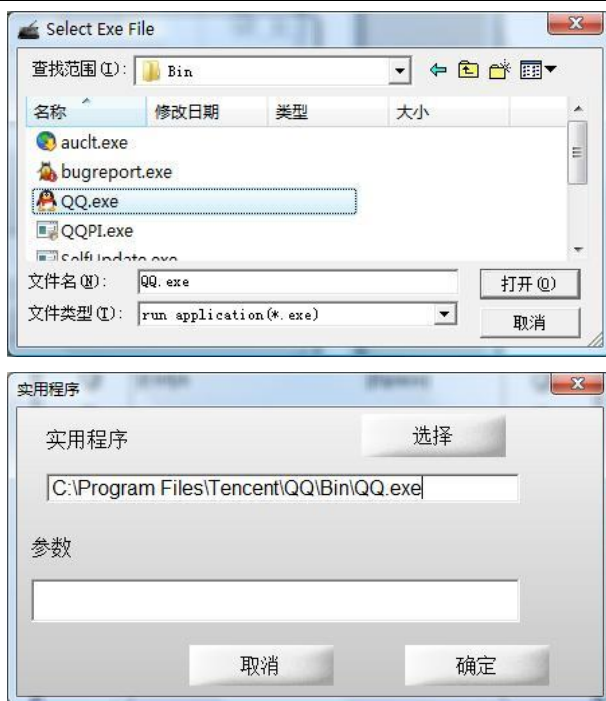 Select Exe File
查找范围(I): Bin
名称 修改日期 类型 大小
auclt.exe
bugreport.exe
QQ.exe
QQPI.exe
SelfUpdate.exe
文件名(N): QQ.exe 打开(O)
文件类型(T): run application(*.exe) 取消
实用程序
实用程序 选择
C:\Program Files\Tencent\QQ\Bin\QQ.exe
参数
取消 确定